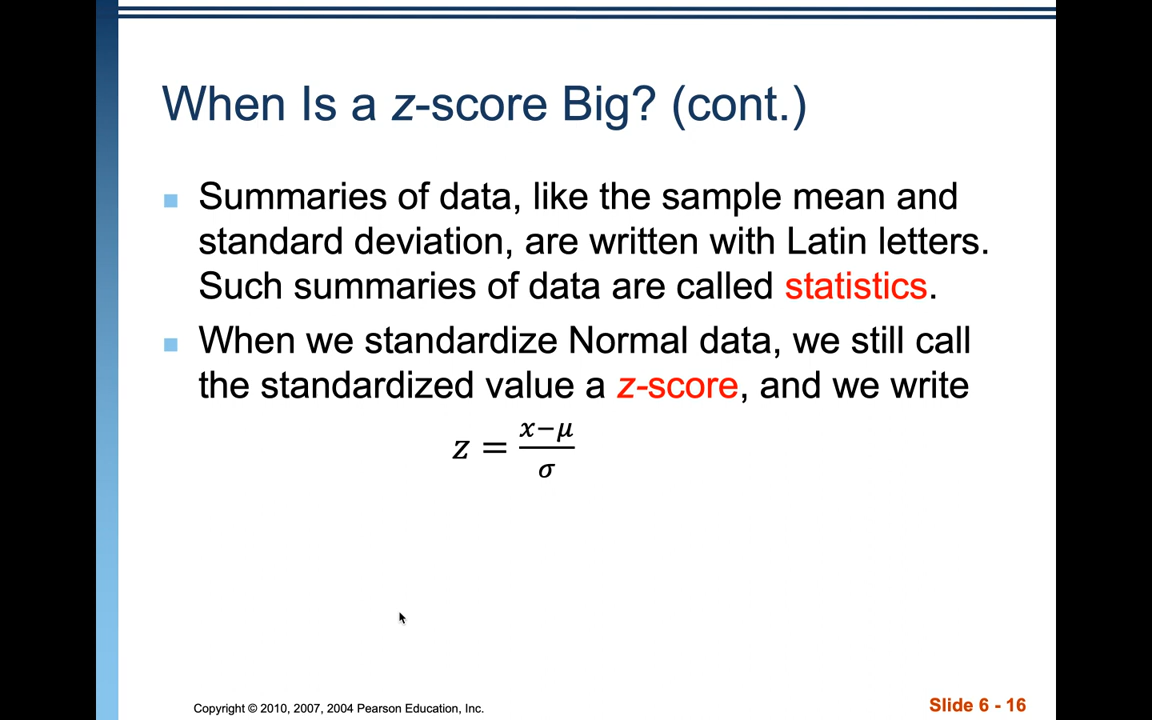 When Is a z-score Big? (cont.)
Summaries of data, like the sample mean and
standard deviation, are written with Latin letters.
Such summaries of data are called statistics.
When we standardize Normal data, we still call
the standardized value a z-score, and we write
z = (x−μ)/σ
Copyright © 2010, 2007, 2004 Pearson Education, Inc.
Slide 6 - 16